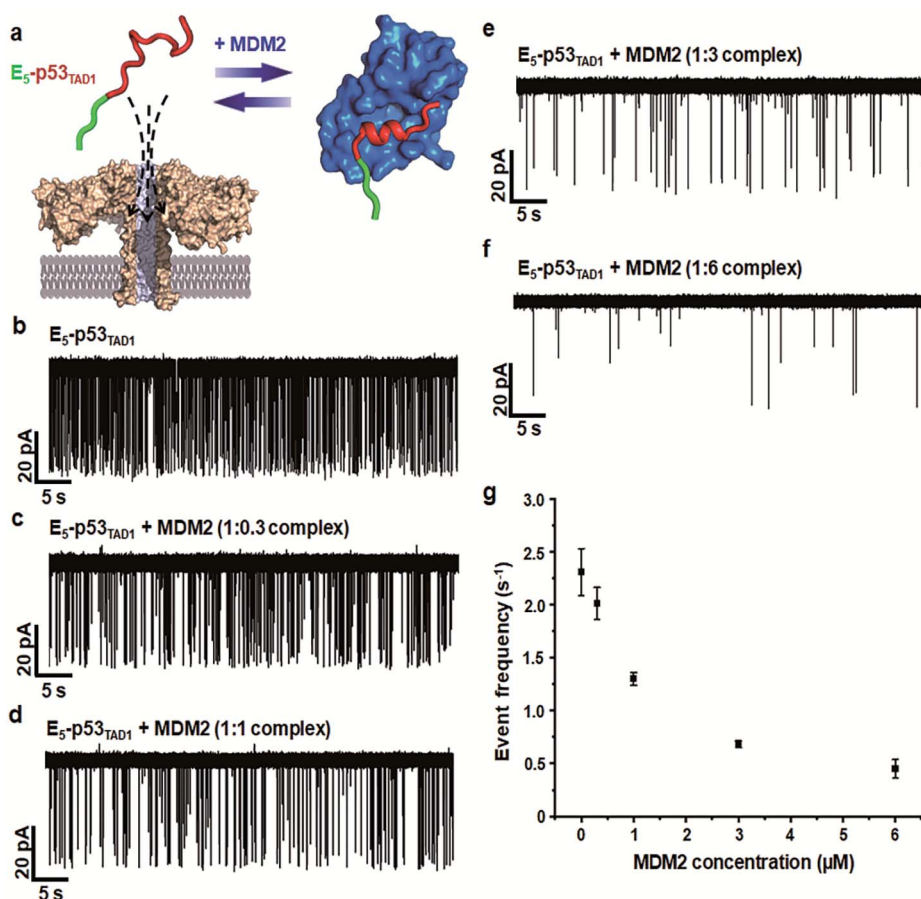 a
+ MDM2
E₅-p53TAD1
b
E₅-p53TAD1
20 pA
5 s
c
E₅-p53TAD1 + MDM2 (1:0.3 complex)
20 pA
5 s
d
E₅-p53TAD1 + MDM2 (1:1 complex)
20 pA
5 s
e
E₅-p53TAD1 + MDM2 (1:3 complex)
20 pA
5 s
f
E₅-p53TAD1 + MDM2 (1:6 complex)
20 pA
5 s
g
3.0
2.5
2.0
1.5
1.0
0.5
0
Event frequency (s⁻¹)
0 1 2 3 4 5 6
MDM2 concentration (µM)